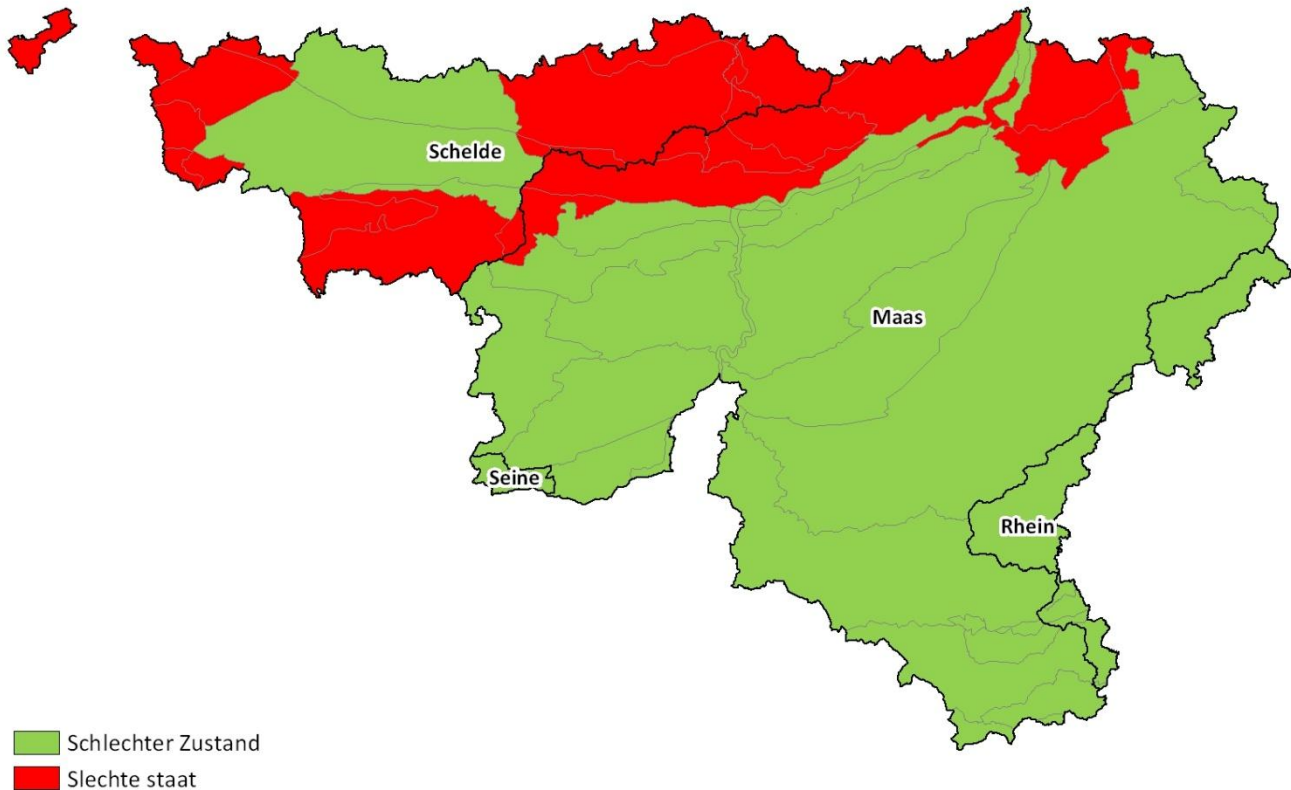 Schelde
Maas
Seine
Rhein
Schlechter Zustand
Slechte staat